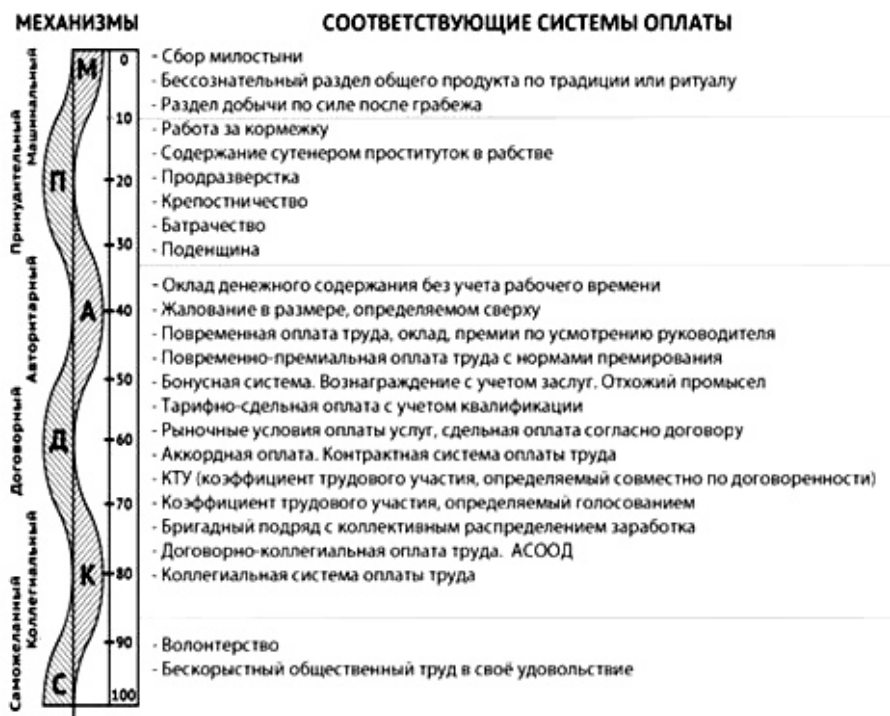 МЕХАНИЗМЫ
СООТВЕТСТВУЮЩИЕ СИСТЕМЫ ОПЛАТЫ
Машинальный
Принудительный
Авторитарный
Договорный
Коллегиальный
Саможеланный
М
П
А
Д
К
С
0
10
20
30
40
50
60
70
80
90
100
- Сбор милостыни
- Бессознательный раздел общего продукта по традиции или ритуалу
- Раздел добычи по силе после грабежа
- Работа за кормежку
- Содержание сутенером проституток в рабстве
- Продразверстка
- Крепостничество
- Батрачество
- Поденщина
- Оклад денежного содержания без учета рабочего времени
- Жалование в размере, определяемом сверху
- Повременная оплата труда, оклад, премии по усмотрению руководителя
- Повременно-премиальная оплата труда с нормами премирования
- Бонусная система. Вознаграждение с учетом заслуг. Отхожий промысел
- Тарифно-сдельная оплата с учетом квалификации
- Рыночные условия оплаты услуг, сдельная оплата согласно договору
- Аккордная оплата. Контрактная система оплаты труда
- КТУ (коэффициент трудового участия, определяемый совместно по договоренности)
- Коэффициент трудового участия, определяемый голосованием
- Бригадный подряд с коллективным распределением заработка
- Договорно-коллегиальная оплата труда. АСООД
- Коллегиальная система оплаты труда
- Волонтерство
- Бескорыстный общественный труд в своё удовольствие